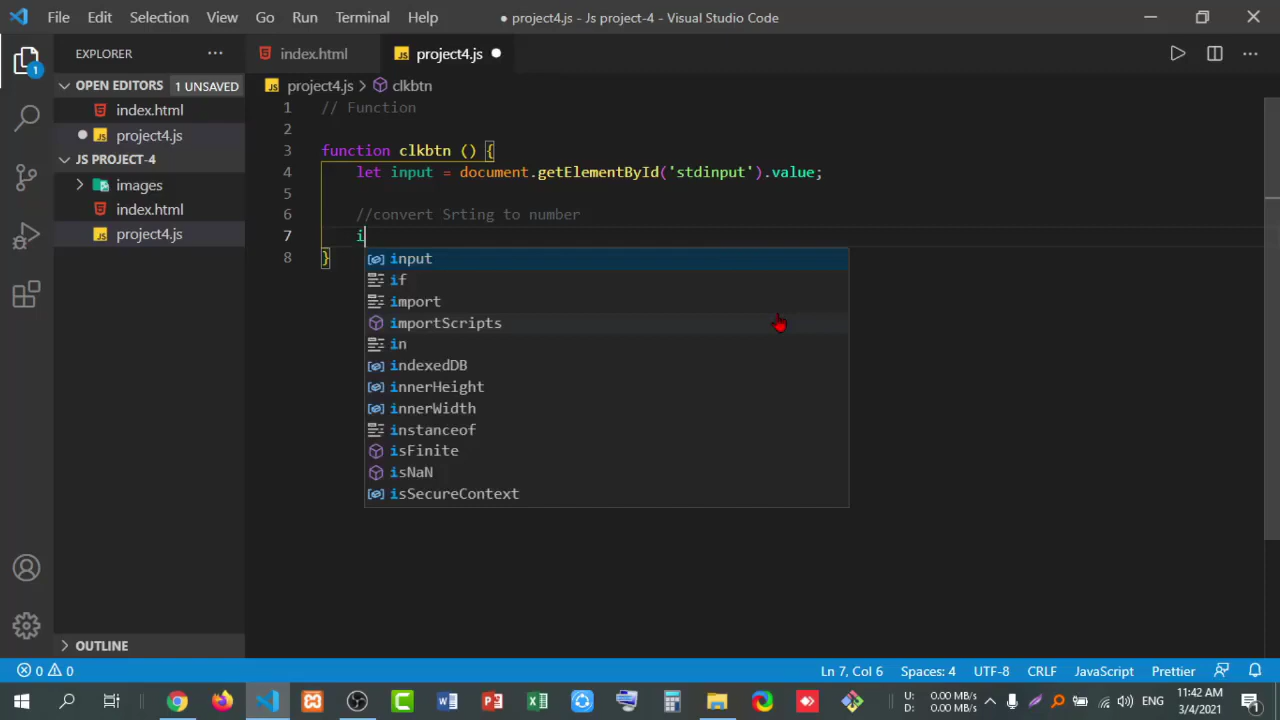 File Edit Selection View Go Run Terminal Help
● project4.js - Js project-4 - Visual Studio Code
EXPLORER
index.html
project4.js
OPEN EDITORS 1 UNSAVED
project4.js > clkbtn
index.html
project4.js
JS PROJECT-4
images
index.html
project4.js
1 // Function
2
3 function clkbtn () {
4 let input = document.getElementById('stdinput').value;
5
6 //convert Srting to number
7 i
8 }
input
if
import
importScripts
in
indexedDB
innerHeight
innerWidth
instanceof
isFinite
isNaN
isSecureContext
1
OUTLINE
0 0
Ln 7, Col 6 Spaces: 4 UTF-8 CRLF JavaScript Prettier
U: 0.00 MB/s
D: 0.00 MB/s
ENG
11:42 AM
3/4/2021
1